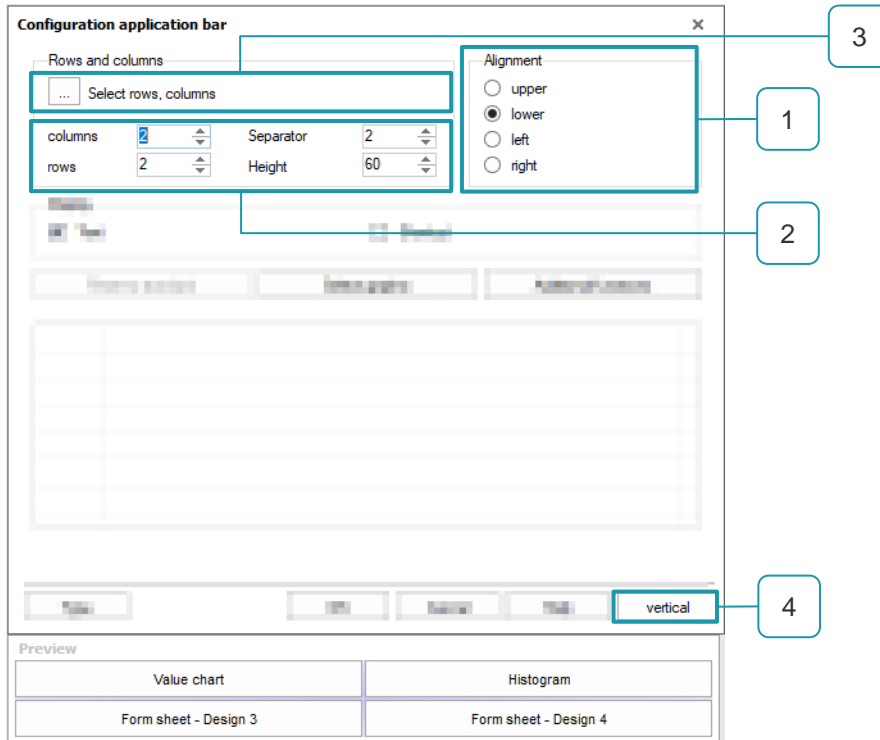 Configuration application bar
3
Rows and columns
Alignment
... Select rows, columns
upper
lower
left
right
1
columns 2 Separator 2
rows 2 Height 60
2
vertical
4
Preview
Value chart Histogram
Form sheet - Design 3 Form sheet - Design 4